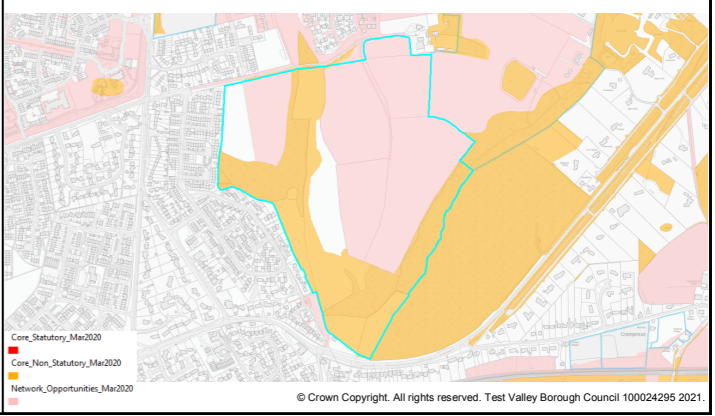 Core_Statutory_Mar2020
Core_Non_Statutory_Mar2020
Network_Opportunities_Mar2020
© Crown Copyright. All rights reserved. Test Valley Borough Council 100024295 2021.